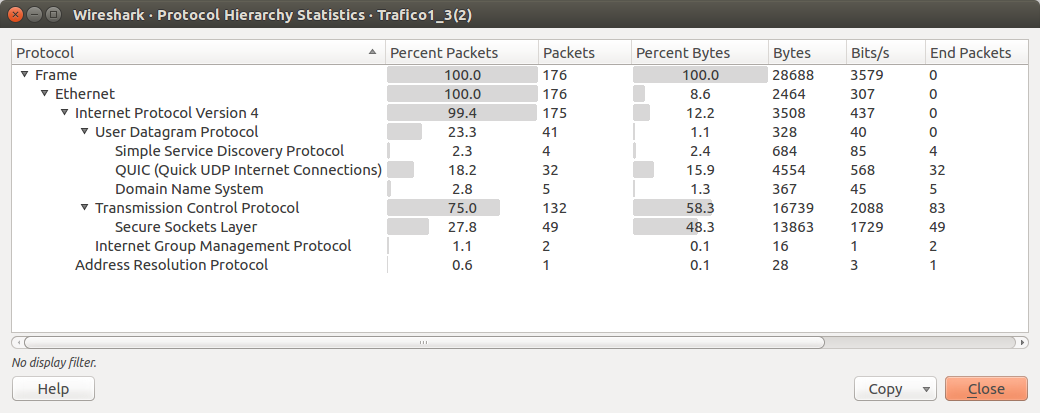 Wireshark · Protocol Hierarchy Statistics · Trafico1_3(2)
Protocol Percent Packets Packets Percent Bytes Bytes Bits/s End Packets
Frame 100.0 176 100.0 28688 3579 0
Ethernet 100.0 176 8.6 2464 307 0
Internet Protocol Version 4 99.4 175 12.2 3508 437 0
User Datagram Protocol 23.3 41 1.1 328 40 0
Simple Service Discovery Protocol 2.3 4 2.4 684 85 4
QUIC (Quick UDP Internet Connections) 18.2 32 15.9 4554 568 32
Domain Name System 2.8 5 1.3 367 45 5
Transmission Control Protocol 75.0 132 58.3 16739 2088 83
Secure Sockets Layer 27.8 49 48.3 13863 1729 49
Internet Group Management Protocol 1.1 2 0.1 16 1 2
Address Resolution Protocol 0.6 1 0.1 28 3 1
No display filter.
Help Copy Close